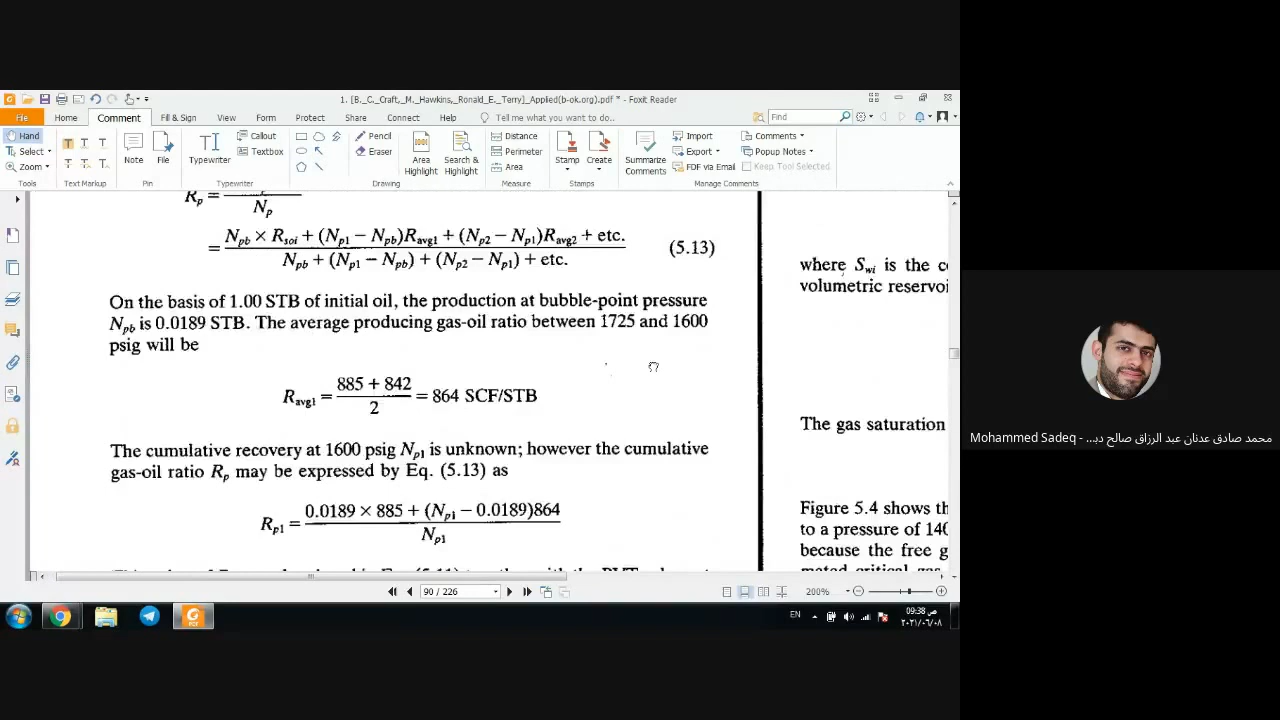 1. [B._C._Craft,_M._Hawkins,_Ronald_E._Terry]_Applied(b-ok.org).pdf * - Foxit Reader
File Home Comment Fill & Sign View Form Protect Share Connect Help Tell me what you want to do.. Find
Hand Select Zoom Tools
T T T T T T Text Markup
Note File Pin
Typewriter Callout Textbox Typewriter
Pencil Eraser Area Highlight Search & Highlight Drawing
Distance Perimeter Area Measure
Stamp Create Stamps
Summarize Comments Import Export FDF via Email Comments Popup Notes Keep Tool Selected Manage Comments
R_p = N_p
= N_pb × R_soi + (N_p1 − N_pb)R_avg1 + (N_p2 − N_p1)R_avg2 + etc. / N_pb + (N_p1 − N_pb) + (N_p2 − N_p1) + etc. (5.13)
On the basis of 1.00 STB of initial oil, the production at bubble-point pressure
N_pb is 0.0189 STB. The average producing gas-oil ratio between 1725 and 1600
psig will be
R_avg1 = 885 + 842 / 2 = 864 SCF/STB
The cumulative recovery at 1600 psig N_p1 is unknown; however the cumulative
gas-oil ratio R_p may be expressed by Eq. (5.13) as
R_p1 = 0.0189 × 885 + (N_p1 − 0.0189)864 / N_p1
where S_wi is the c
volumetric reservoi
The gas saturation
Figure 5.4 shows th
to a pressure of 140
because the free g
90 / 226
200%
EN
09:38 ص
٢٠٢١/٠٦/٠٨
Mohammed Sadeq - محمد صادق عدنان عبد الرزاق صالح دبـ...